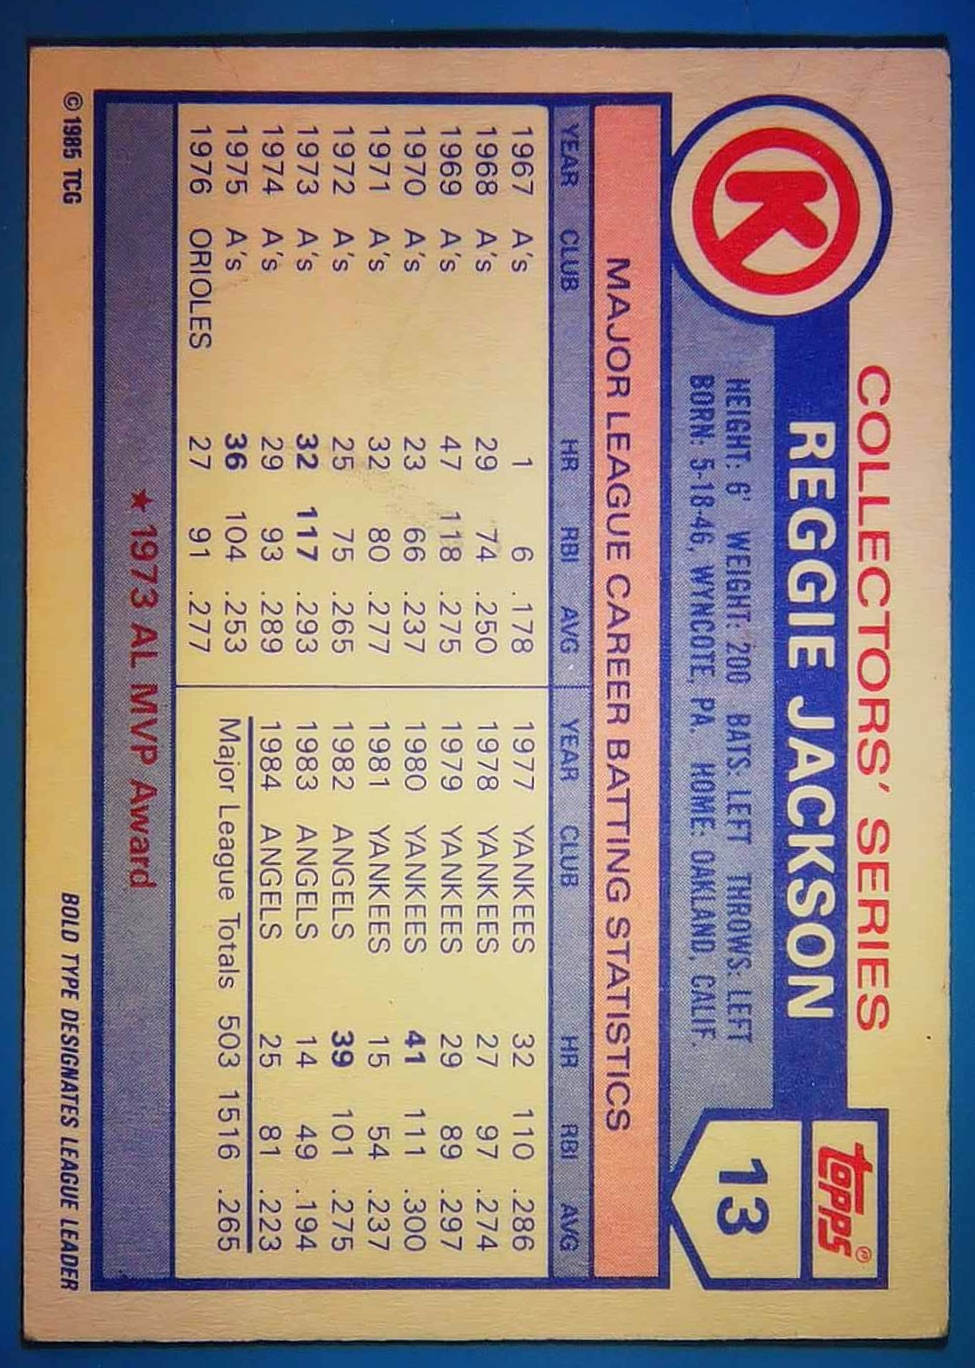 COLLECTORS' SERIES
K
REGGIE JACKSON
topps®
13
HEIGHT: 6' WEIGHT: 200 BATS: LEFT THROWS: LEFT
BORN: 5-18-46, WYNCOTE, PA. HOME: OAKLAND, CALIF.
MAJOR LEAGUE CAREER BATTING STATISTICS
YEAR CLUB HR RBI AVG
1967 A's 1 6 .178
1968 A's 29 74 .250
1969 A's 47 118 .275
1970 A's 23 66 .237
1971 A's 32 80 .277
1972 A's 25 75 .265
1973 A's 32 117 .293
1974 A's 29 93 .289
1975 A's 36 104 .253
1976 ORIOLES 27 91 .277
YEAR CLUB HR RBI AVG
1977 YANKEES 32 110 .286
1978 YANKEES 27 97 .274
1979 YANKEES 29 89 .297
1980 YANKEES 41 111 .300
1981 YANKEES 15 54 .237
1982 ANGELS 39 101 .275
1983 ANGELS 14 49 .194
1984 ANGELS 25 81 .223
Major League Totals 503 1516 .265
★ 1973 AL MVP Award
© 1985 TCG
BOLD TYPE DESIGNATES LEAGUE LEADER